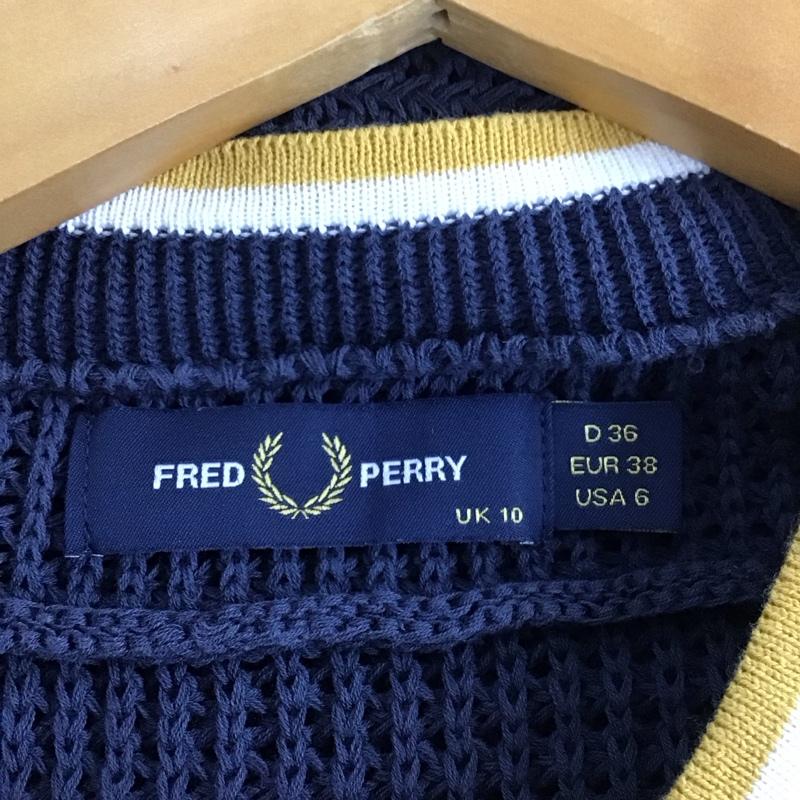 FRED PERRY
UK 10
D 36
EUR 38
USA 6